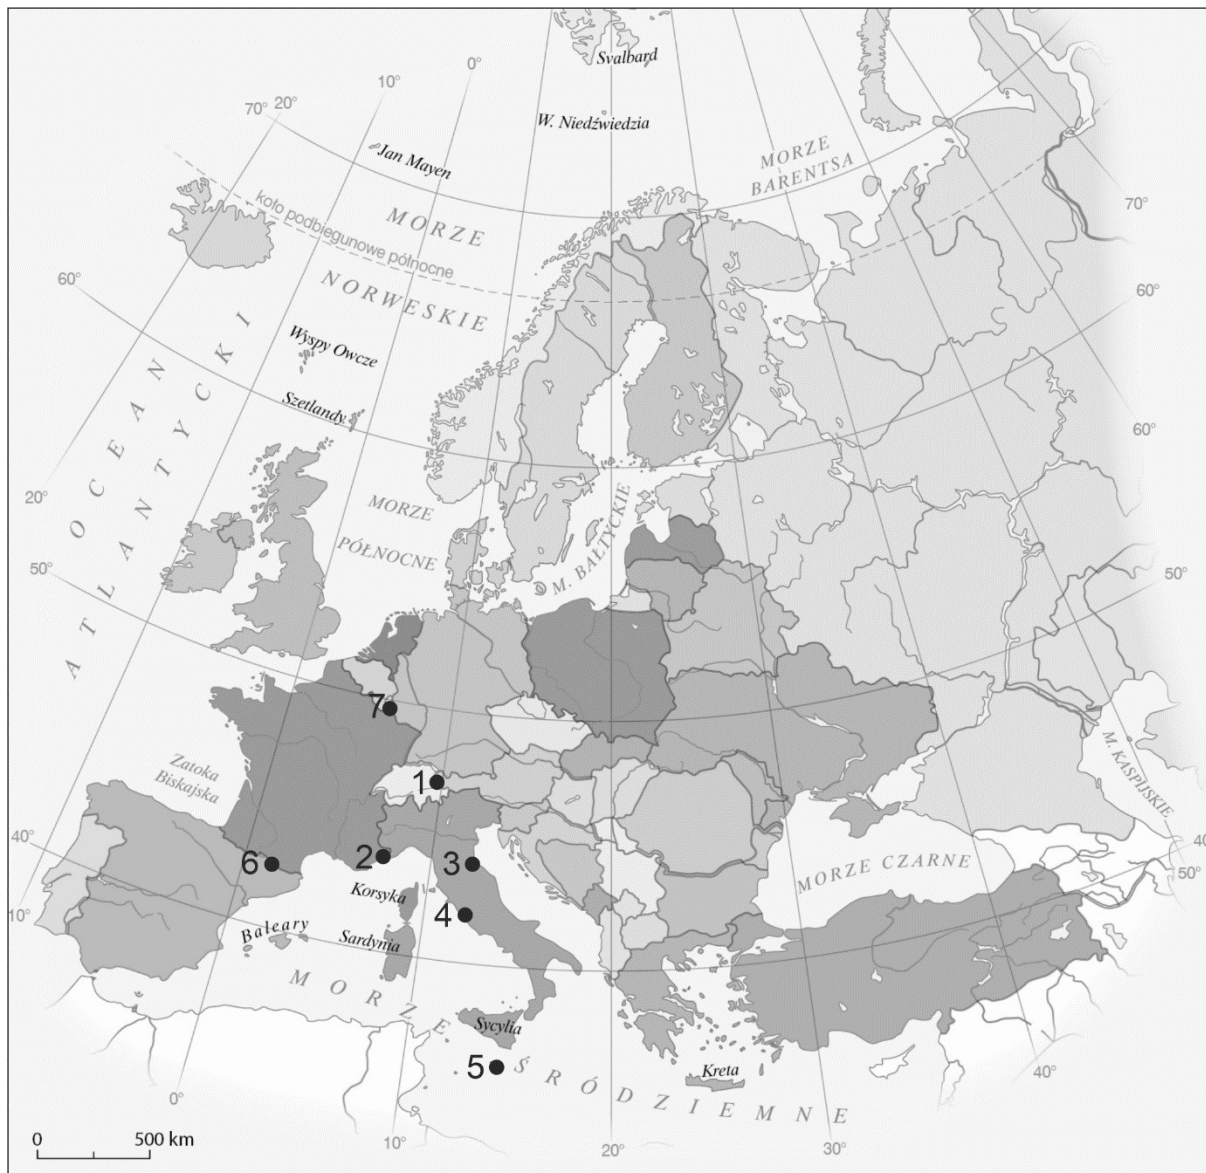 Svalbard
0°
10°
20°
70°
W. Niedźwiedzia
MORZE
BARENTSA
Jan Mayen
koło podbiegunowe północne
MORZE
NORWESKIE
70°
60°
60°
Wyspy Owcze
OCEAN
ATLANTYCKI
Szetlandy
60°
20°
MORZE
PÓŁNOCNE
M. BAŁTYCKIE
50°
50°
7
Zatoka
Biskajska
1
M. KASPIJSKIE
40°
40°
50°
6
2
3
MORZE CZARNE
Korsyka
4
10°
Baleary
Sardynia
MORZE ŚRÓDZIEMNE
Sycylia
5
Kreta
40°
0°
10°
20°
30°
0
500 km